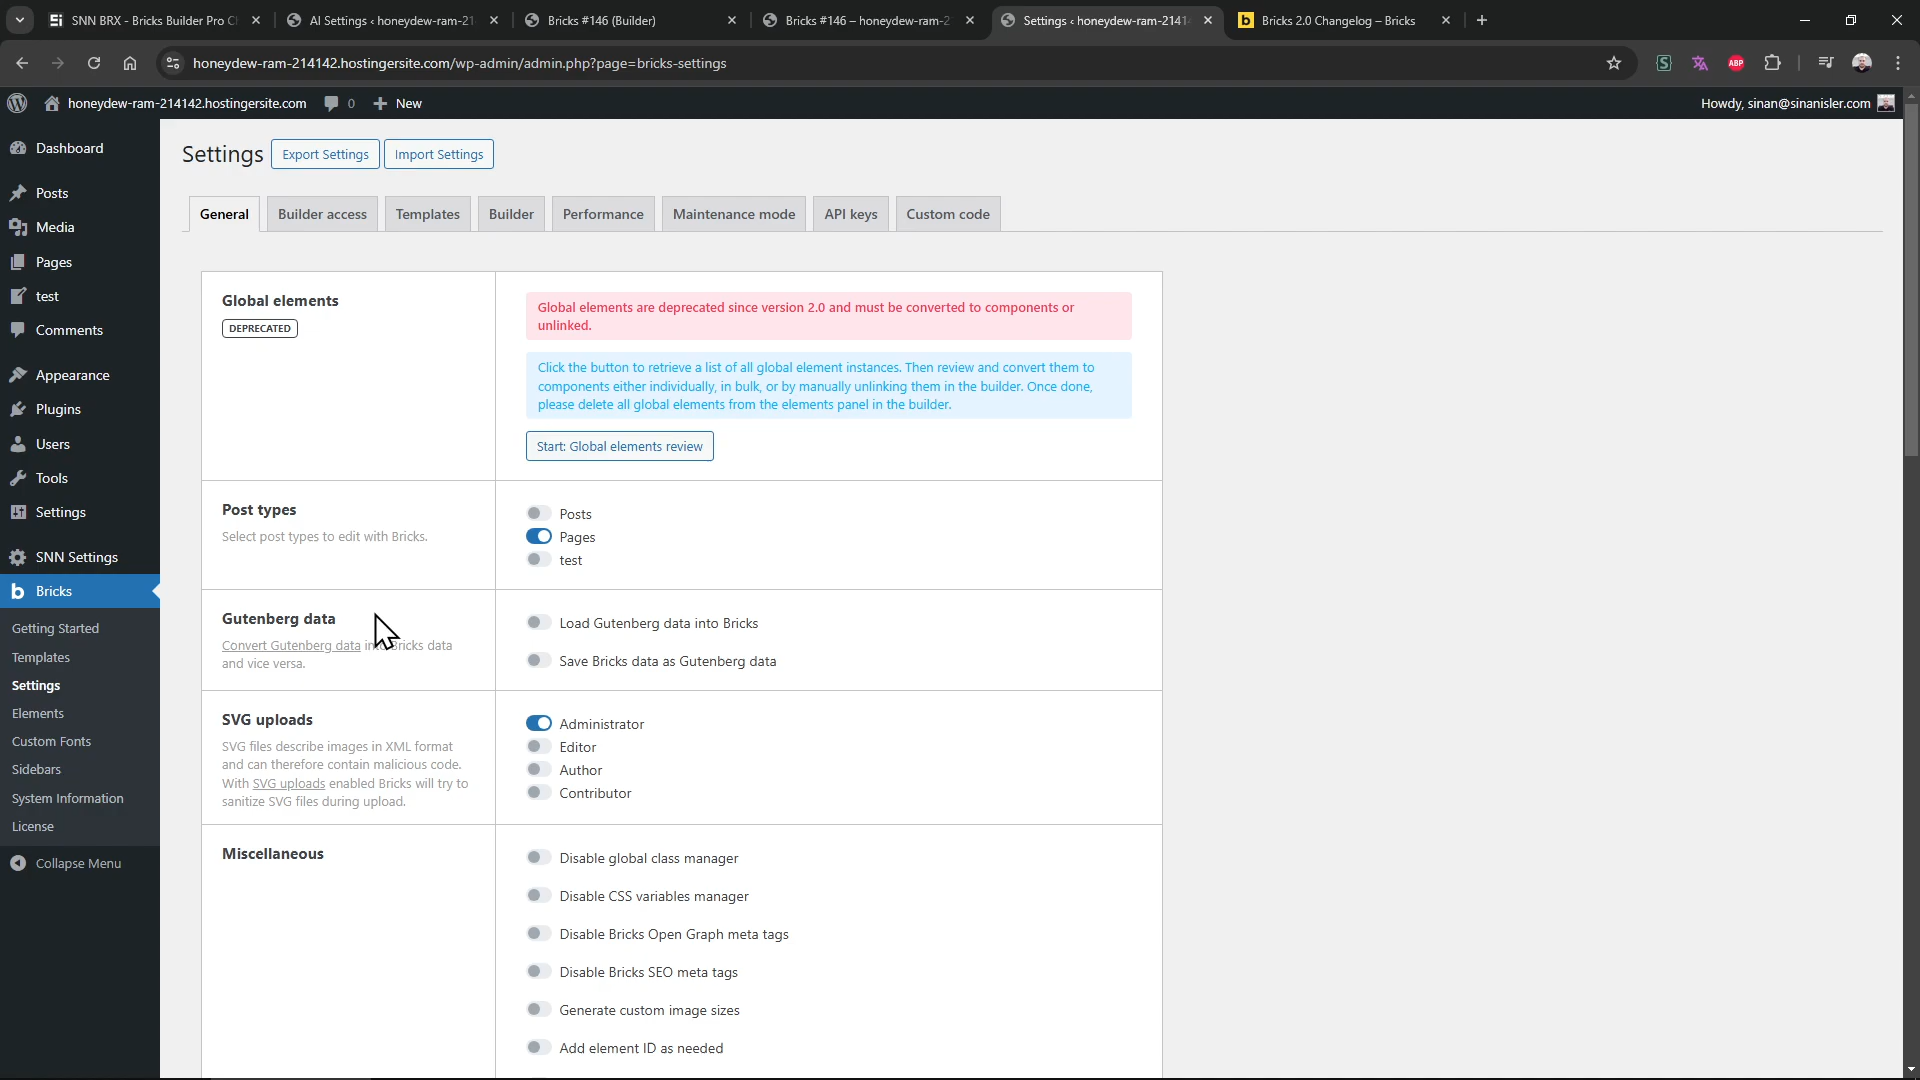 SNN BRX - Bricks Builder Pro C
AI Settings ‹ honeydew-ram-21
Bricks #146 (Builder)
Bricks #146 – honeydew-ram-2
Settings ‹ honeydew-ram-2141
Bricks 2.0 Changelog – Bricks
honeydew-ram-214142.hostingersite.com/wp-admin/admin.php?page=bricks-settings
ABP
honeydew-ram-214142.hostingersite.com
0
New
Howdy, sinan@sinanisler.com
Dashboard
Posts
Media
Pages
test
Comments
Appearance
Plugins
Users
Tools
Settings
SNN Settings
Bricks
Getting Started
Templates
Settings
Elements
Custom Fonts
Sidebars
System Information
License
Collapse Menu
Settings
Export Settings
Import Settings
General
Builder access
Templates
Builder
Performance
Maintenance mode
API keys
Custom code
Global elements
DEPRECATED
Global elements are deprecated since version 2.0 and must be converted to components or
unlinked.
Click the button to retrieve a list of all global element instances. Then review and convert them to
components either individually, in bulk, or by manually unlinking them in the builder. Once done,
please delete all global elements from the elements panel in the builder.
Start: Global elements review
Post types
Select post types to edit with Bricks.
Posts
Pages
test
Gutenberg data
Convert Gutenberg data into Bricks data
and vice versa.
Load Gutenberg data into Bricks
Save Bricks data as Gutenberg data
SVG uploads
SVG files describe images in XML format
and can therefore contain malicious code.
With SVG uploads enabled Bricks will try to
sanitize SVG files during upload.
Administrator
Editor
Author
Contributor
Miscellaneous
Disable global class manager
Disable CSS variables manager
Disable Bricks Open Graph meta tags
Disable Bricks SEO meta tags
Generate custom image sizes
Add element ID as needed